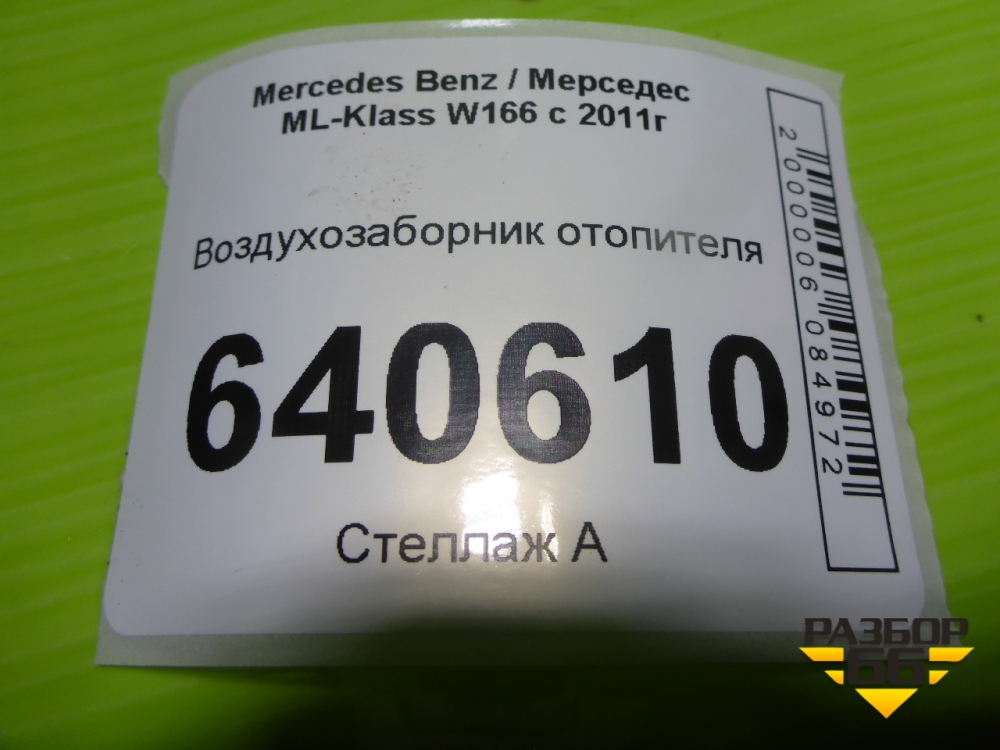 Mercedes Benz / Мерседес
ML-Klass W166 с 2011г
Воздухозаборник отопителя
640610
Стеллаж А
2000006084972
РАЗБОР
66